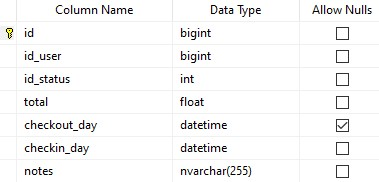 Column Name Data Type Allow Nulls
id bigint
id_user bigint
id_status int
total float
checkout_day datetime
checkin_day datetime
notes nvarchar(255)